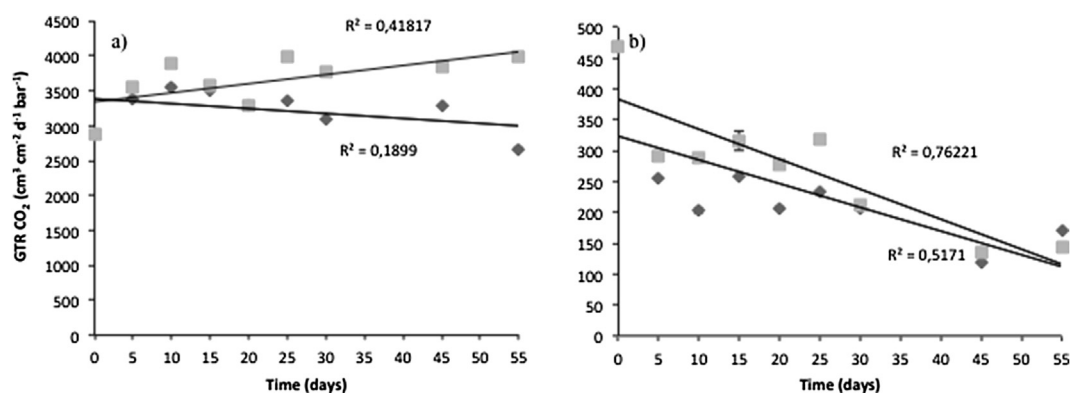 a)
R² = 0,41817
R² = 0,1899
GTR CO₂ (cm³ cm⁻² d⁻¹ bar⁻¹)
4500
4000
3500
3000
2500
2000
1500
1000
500
0
0 5 10 15 20 25 30 35 40 45 50 55
Time (days)
b)
R² = 0,76221
R² = 0,5171
500
450
400
350
300
250
200
150
100
50
0
0 5 10 15 20 25 30 35 40 45 50 55
Time (days)